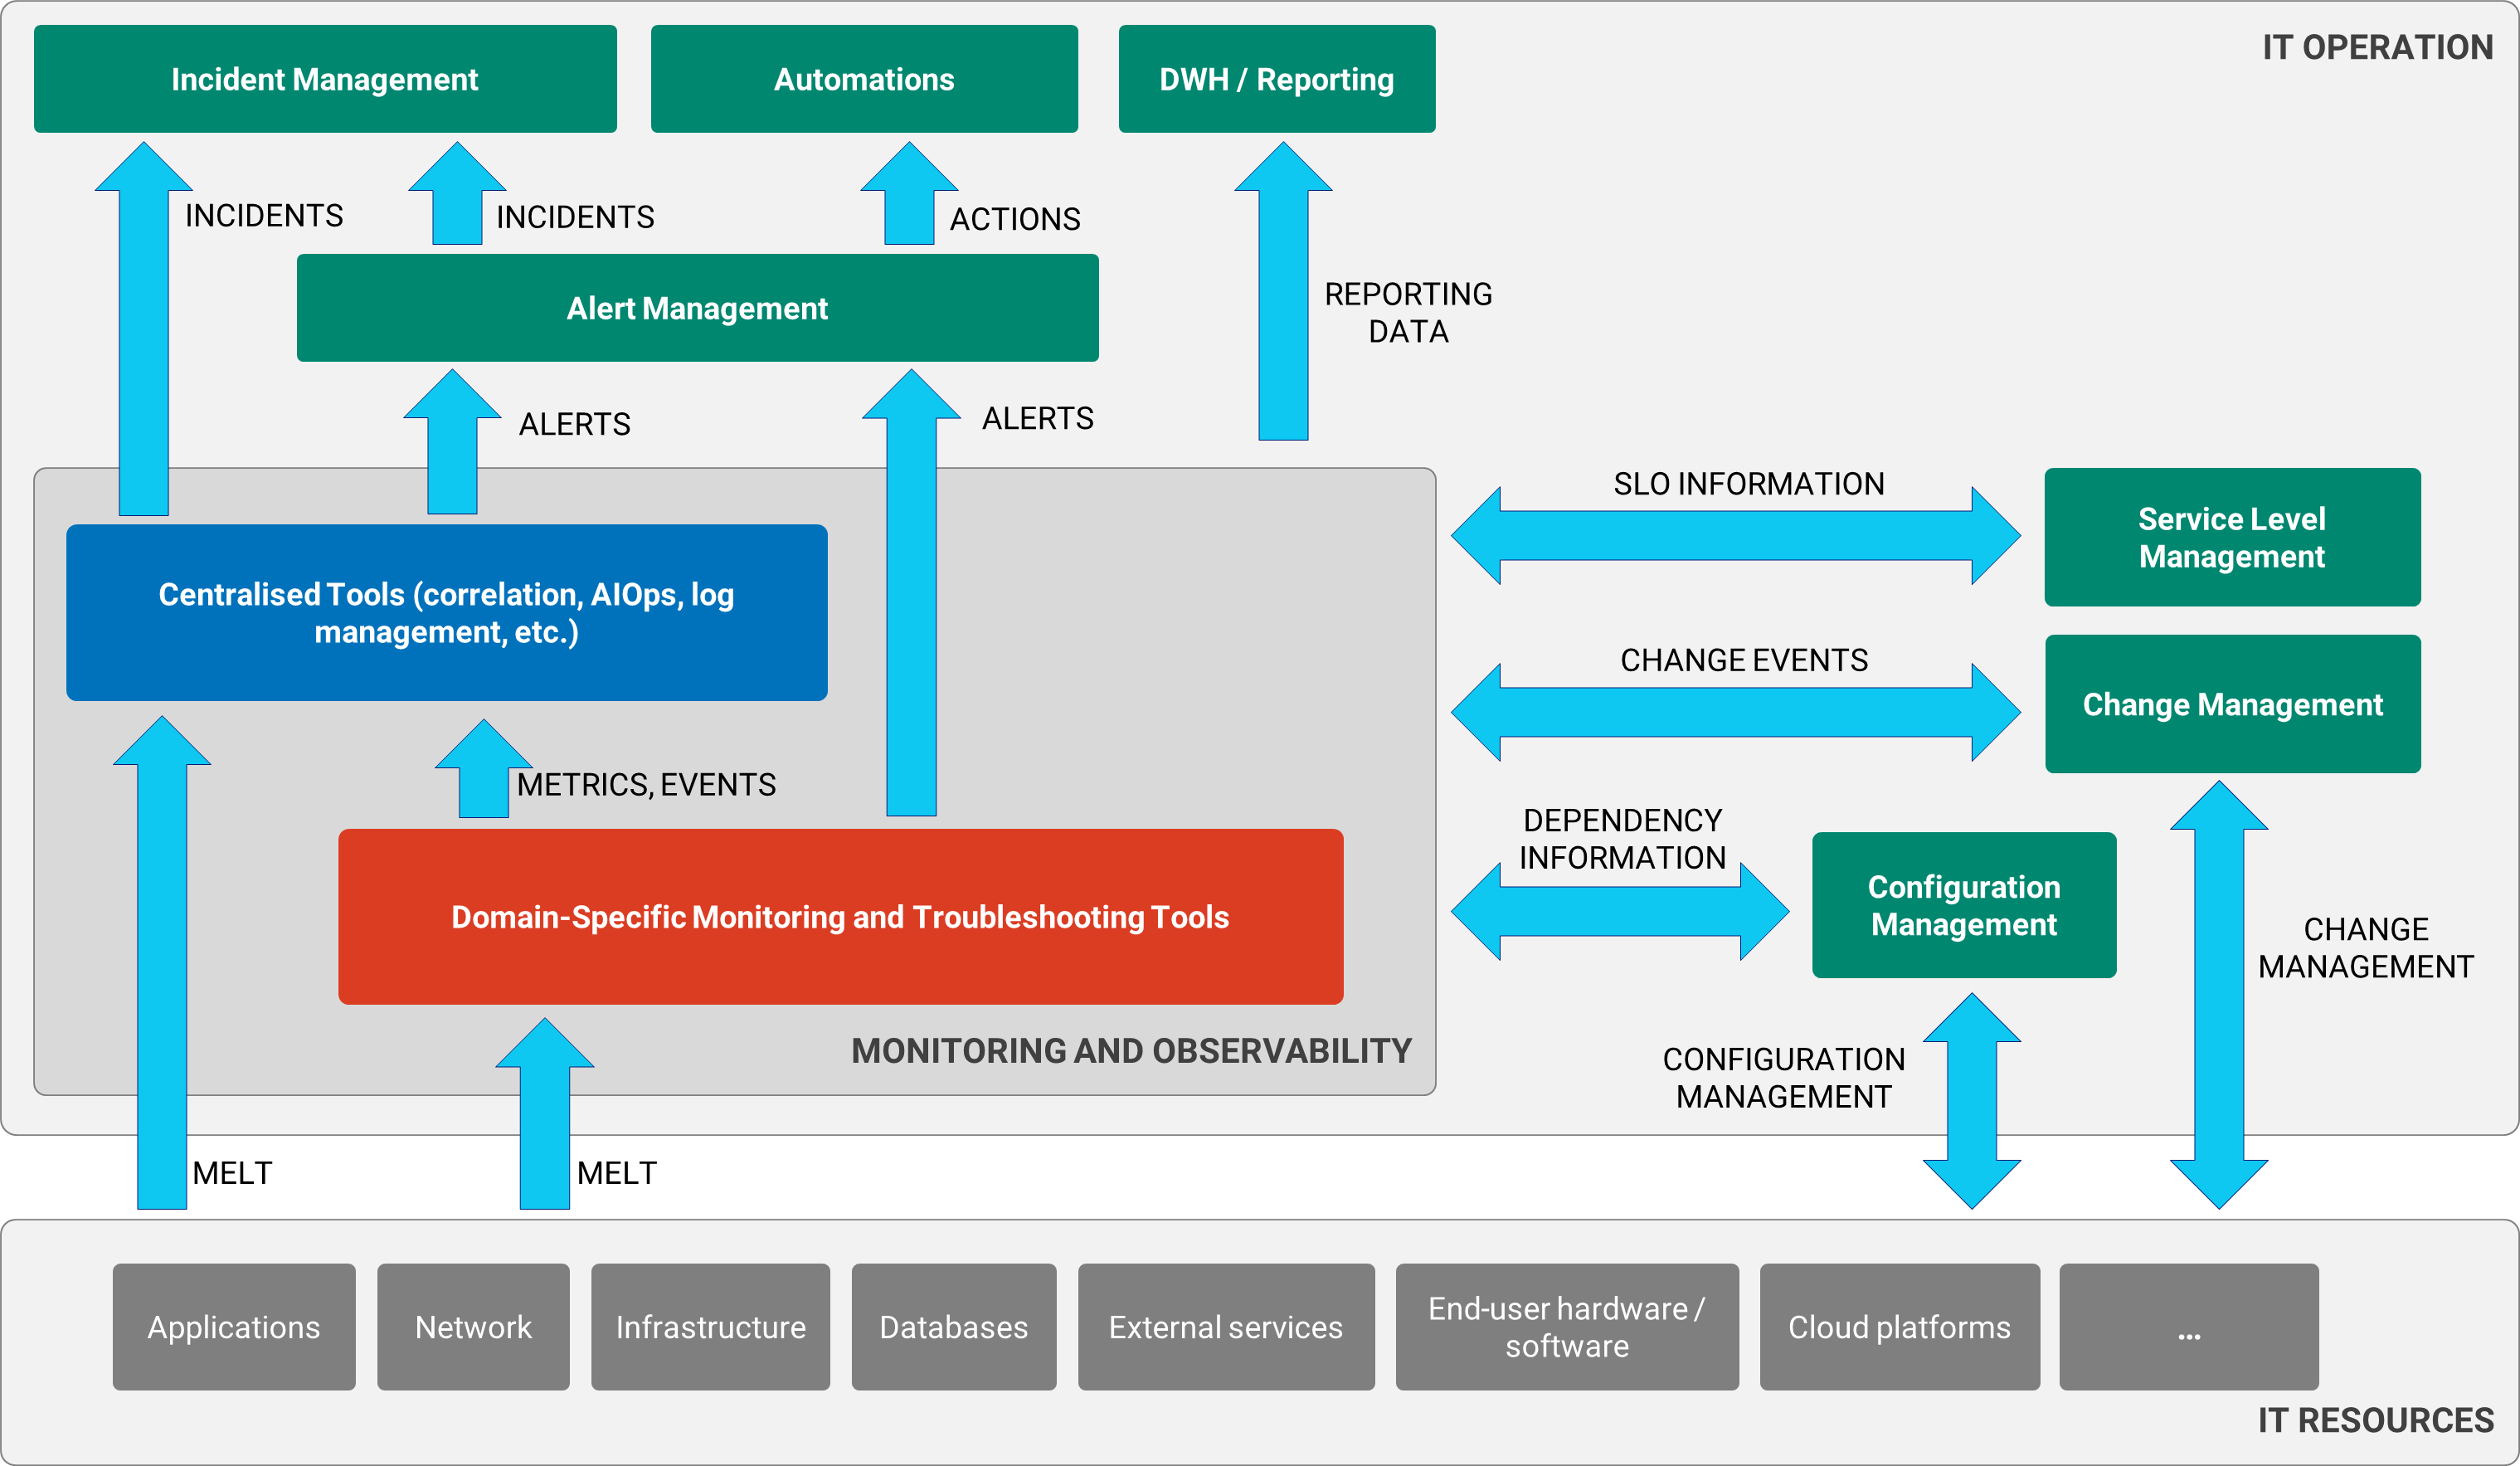 IT OPERATION
Incident Management
Automations
DWH / Reporting
INCIDENTS
INCIDENTS
ACTIONS
Alert Management
REPORTING
DATA
ALERTS
ALERTS
SLO INFORMATION
Service Level
Management
Centralised Tools (correlation, AIOps, log
management, etc.)
CHANGE EVENTS
Change Management
METRICS, EVENTS
DEPENDENCY
INFORMATION
Domain-Specific Monitoring and Troubleshooting Tools
Configuration
Management
CHANGE
MANAGEMENT
MONITORING AND OBSERVABILITY
CONFIGURATION
MANAGEMENT
MELT
MELT
Applications
Network
Infrastructure
Databases
External services
End-user hardware /
software
Cloud platforms
...
IT RESOURCES